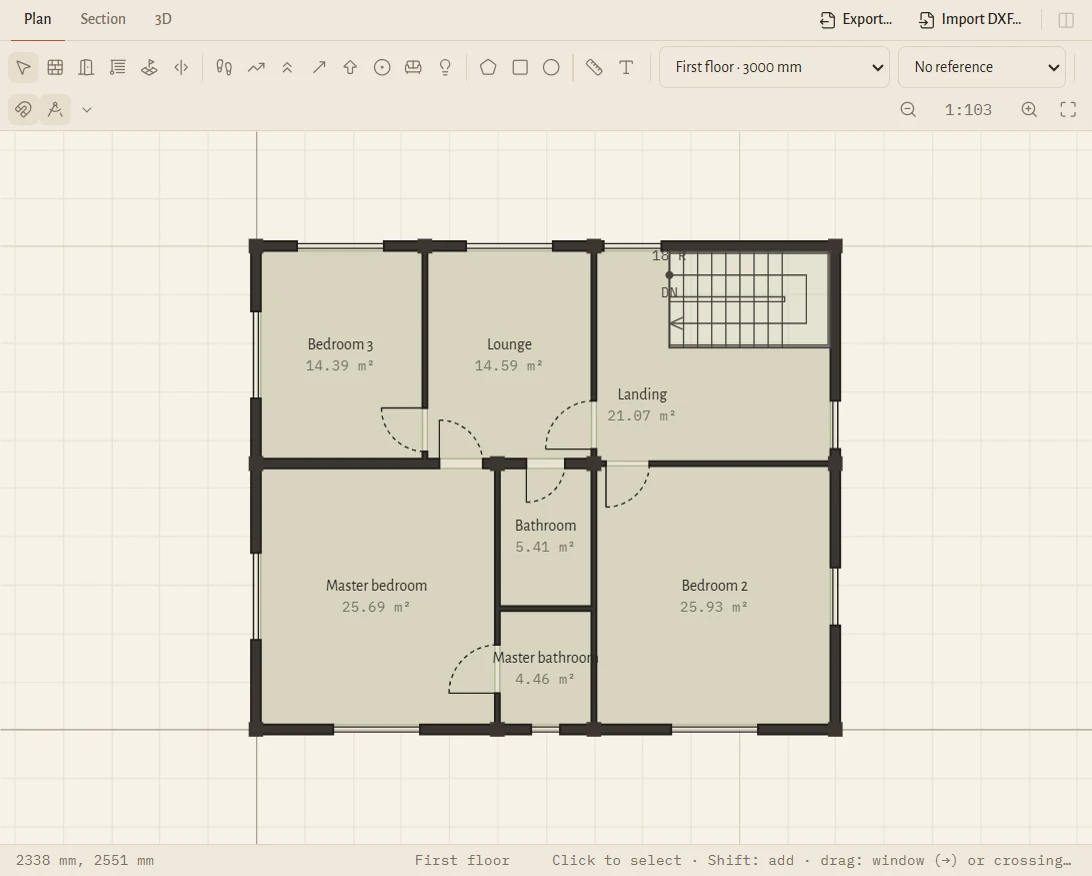 Plan Section 3D Export... Import DXF...
First floor · 3000 mm No reference
1:103
18 R
DN
Bedroom 3
14.39 m²
Lounge
14.59 m²
Landing
21.07 m²
Bathroom
5.41 m²
Master bedroom
25.69 m²
Bedroom 2
25.93 m²
Master bathroom
4.46 m²
2338 mm, 2551 mm First floor Click to select · Shift: add · drag: window (→) or crossing…